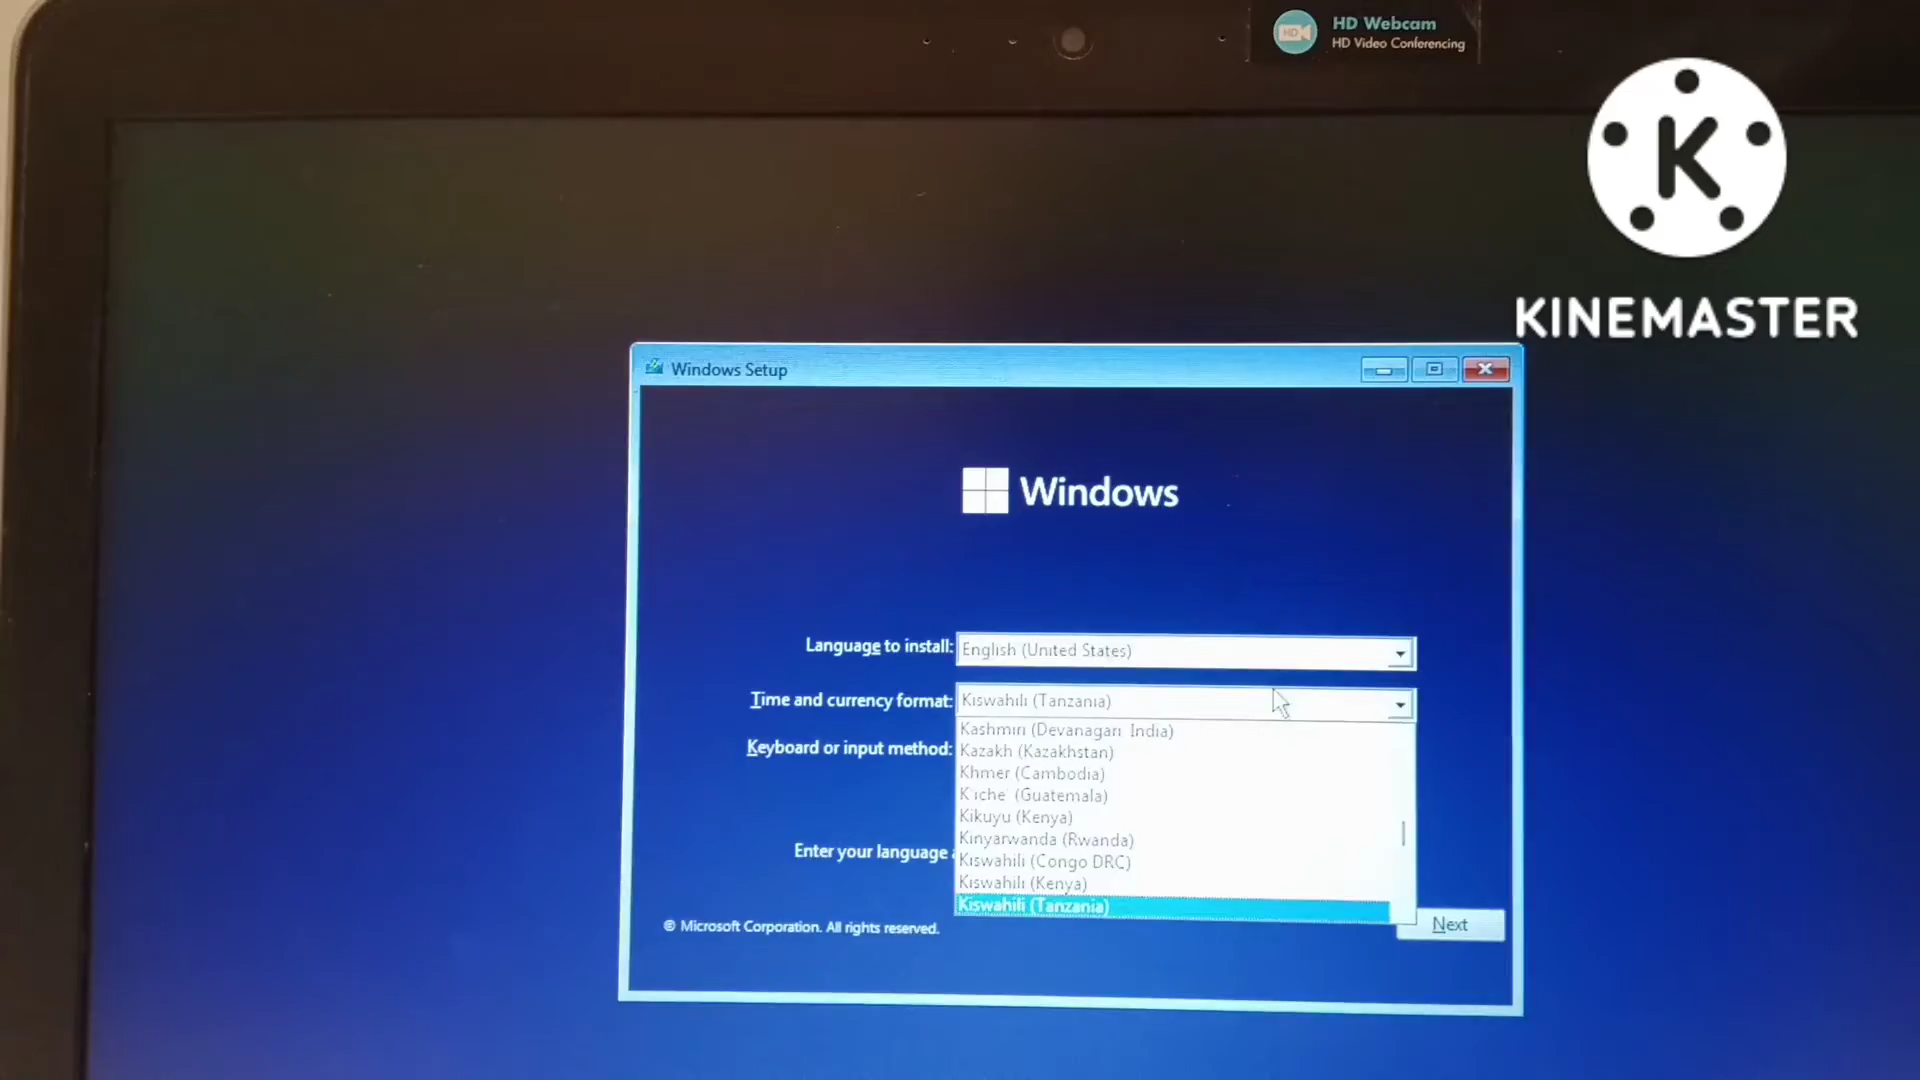 HD Webcam
HD Video Conferencing
HD
K
KINEMASTER
Windows Setup
Windows
Language to install: English (United States)
Time and currency format: Kiswahili (Tanzania)
Kashmiri (Devanagari India)
Kazakh (Kazakhstan)
Keyboard or input method:
Khmer (Cambodia)
K iche (Guatemala)
Kikuyu (Kenya)
Kinyarwanda (Rwanda)
Enter your language
Kiswahili (Congo DRC)
Kiswahili (Kenya)
Kiswahili (Tanzania)
© Microsoft Corporation. All rights reserved.
Next